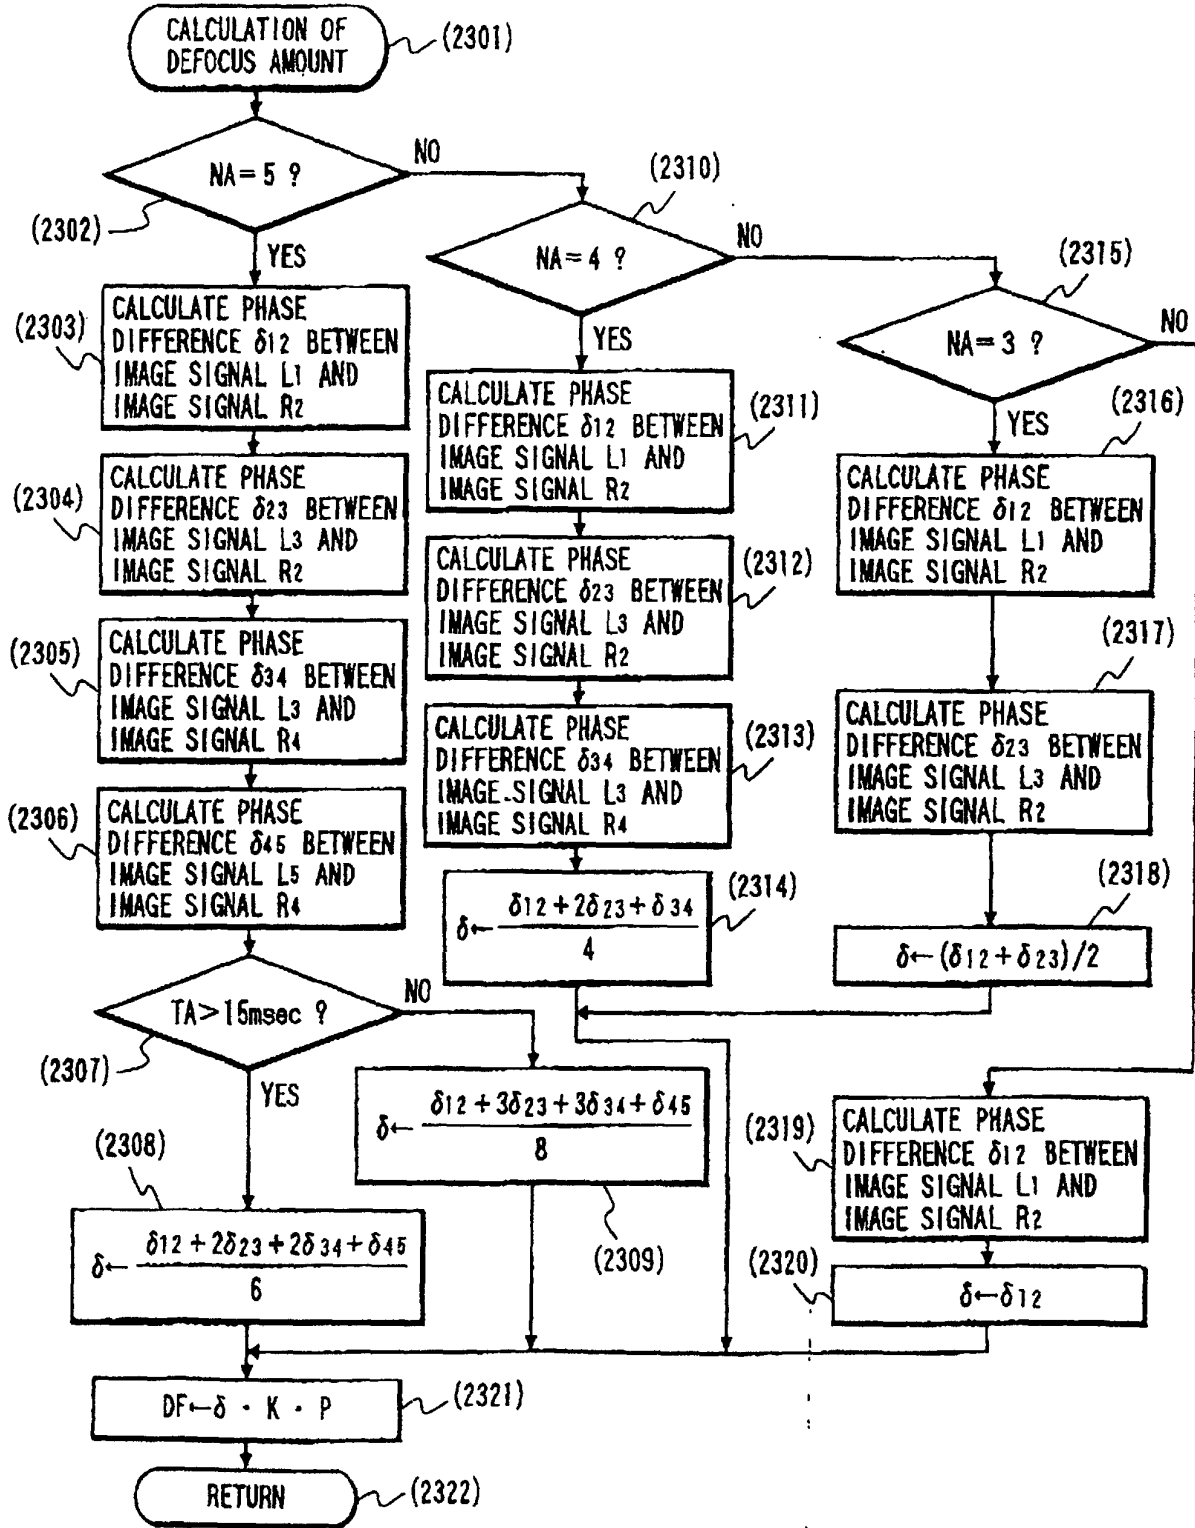 CALCULATION OF
DEFOCUS AMOUNT
(2301)
NA=5 ?
NO
(2302)
YES
CALCULATE PHASE
DIFFERENCE δ12 BETWEEN
IMAGE SIGNAL L1 AND
IMAGE SIGNAL R2
(2303)
CALCULATE PHASE
DIFFERENCE δ23 BETWEEN
IMAGE SIGNAL L3 AND
IMAGE SIGNAL R2
(2304)
CALCULATE PHASE
DIFFERENCE δ34 BETWEEN
IMAGE SIGNAL L3 AND
IMAGE SIGNAL R4
(2305)
CALCULATE PHASE
DIFFERENCE δ45 BETWEEN
IMAGE SIGNAL L5 AND
IMAGE SIGNAL R4
(2306)
TA>15msec ?
NO
(2307)
YES
(2308)
δ← (δ12+2δ23+2δ34+δ45
6
δ← δ12+3δ23+3δ34+δ45
8
(2309)
(2310)
NA=4 ?
NO
YES
CALCULATE PHASE
DIFFERENCE δ12 BETWEEN
IMAGE SIGNAL L1 AND
IMAGE SIGNAL R2
(2311)
CALCULATE PHASE
DIFFERENCE δ23 BETWEEN
IMAGE SIGNAL L3 AND
IMAGE SIGNAL R2
(2312)
CALCULATE PHASE
DIFFERENCE δ34 BETWEEN
IMAGE SIGNAL L3 AND
IMAGE SIGNAL R4
(2313)
δ← δ12+2δ23+δ34
4
(2314)
(2315)
NA=3 ?
NO
YES
(2316)
CALCULATE PHASE
DIFFERENCE δ12 BETWEEN
IMAGE SIGNAL L1 AND
IMAGE SIGNAL R2
(2317)
CALCULATE PHASE
DIFFERENCE δ23 BETWEEN
IMAGE SIGNAL L3 AND
IMAGE SIGNAL R2
(2318)
δ←(δ12+δ23)/2
(2319)
CALCULATE PHASE
DIFFERENCE δ12 BETWEEN
IMAGE SIGNAL L1 AND
IMAGE SIGNAL R2
(2320)
δ←δ12
DF←δ · K · P
(2321)
RETURN
(2322)